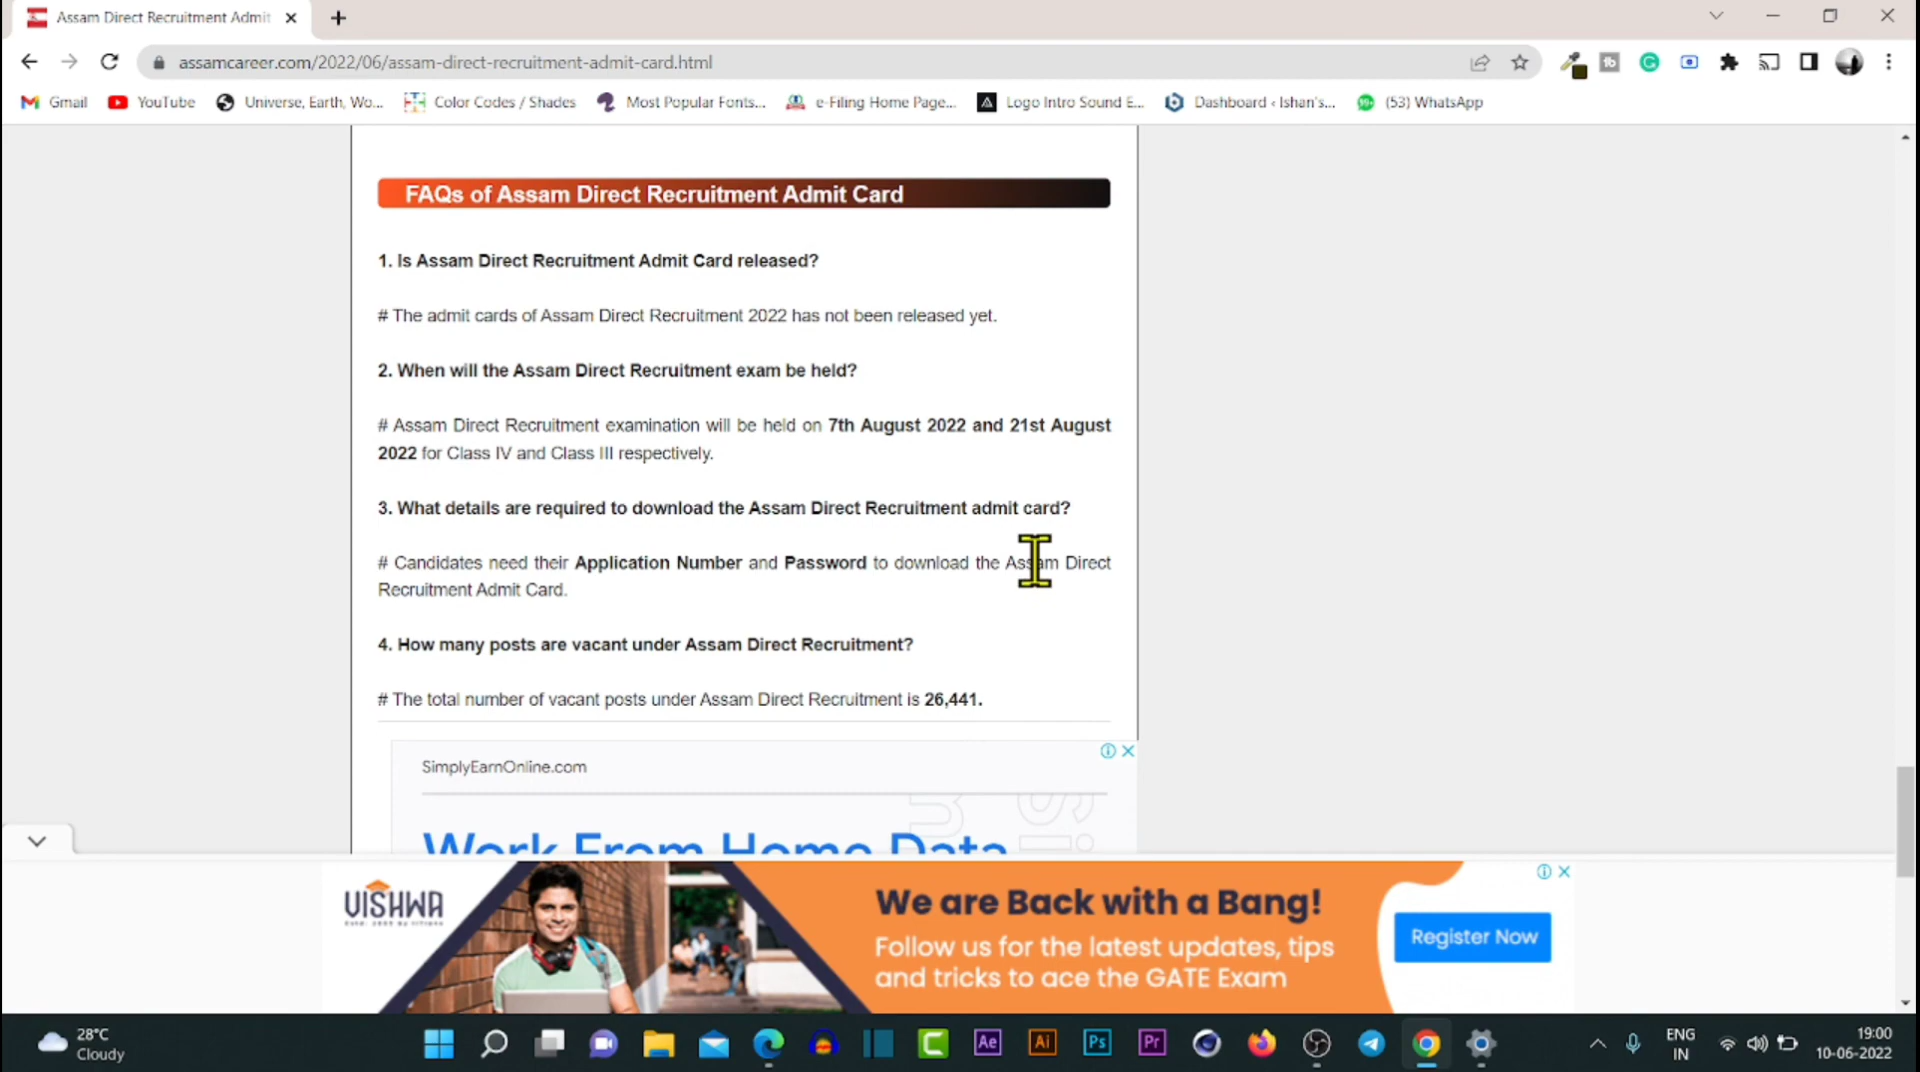 Assam Direct Recruitment Admit
assamcareer.com/2022/06/assam-direct-recruitment-admit-card.html
Gmail
YouTube
Universe, Earth, Wo...
Color Codes / Shades
Most Popular Fonts...
e-Filing Home Page...
Logo Intro Sound E...
Dashboard ‹ Ishan's...
(53) WhatsApp
FAQs of Assam Direct Recruitment Admit Card
1. Is Assam Direct Recruitment Admit Card released?
# The admit cards of Assam Direct Recruitment 2022 has not been released yet.
2. When will the Assam Direct Recruitment exam be held?
# Assam Direct Recruitment examination will be held on 7th August 2022 and 21st August
2022 for Class IV and Class III respectively.
3. What details are required to download the Assam Direct Recruitment admit card?
# Candidates need their Application Number and Password to download the Assam Direct
Recruitment Admit Card.
4. How many posts are vacant under Assam Direct Recruitment?
# The total number of vacant posts under Assam Direct Recruitment is 26,441.
SimplyEarnOnline.com
Work From Home Data
VISHWA
We are Back with a Bang!
Follow us for the latest updates, tips
and tricks to ace the GATE Exam
Register Now
28°C
Cloudy
Ae
Ai
Ps
Pr
ENG
IN
19:00
10-06-2022